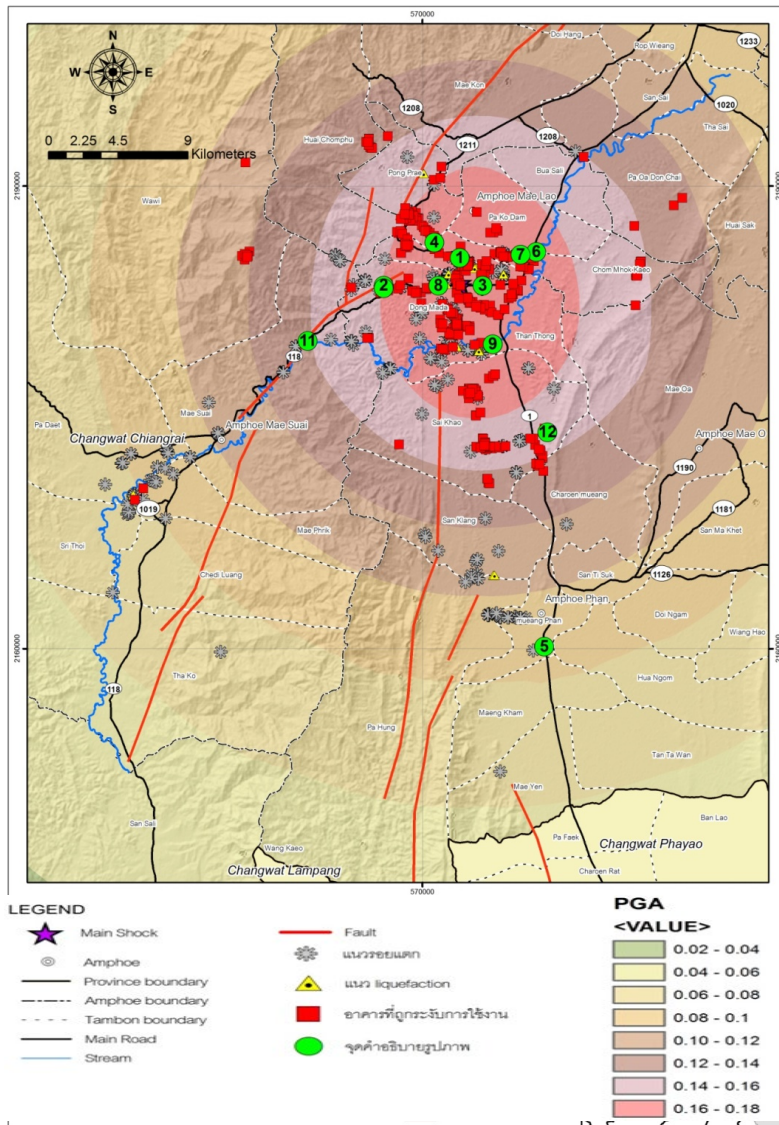 570000
Doi Hang
Rop Wieang
1233
N
Mae Kon
W E
S
San Sai
1020
1208
0 2.25 4.5 9
Kilometers
Huai Chomphu
1208
Tha Sai
1211
Bua Sali
Pong Prae
Pa Oa Don Chai
2190000
2190000
Wawi
Amphoe Mae Lao
Pa Ko Dam
Huai Sak
4
1
7
6
Chom Mhok Kaeo
2
8
3
Dong Mada
11
9
Than Thong
118
Mae Oa
Mae Suai
Pa Daet
Sai Khao
1
12
Amphoe Mae Suai
Changwat Chiangrai
Amphoe Mae O
1190
Charoen mueang
1019
1181
San Klang
Mae Phrik
San Ma Khet
Sri Thoi
Chedi Luang
San Ti Suk
1126
Amphoe Phan
mueang Phan
Doi Ngam
Wiang Hao
2160000
2160000
5
Tha Ko
Hua Ngom
118
Maeng Kham
Pa Hung
Tan Ta Wan
Mae Yen
San Sali
Ban Lao
Pa Faek
Changwat Phayao
Wang Kaeo
Changwat Lampang
Charoen Rat
570000
LEGEND
Main Shock
Amphoe
Province boundary
Amphoe boundary
Tambon boundary
Main Road
Stream
Fault
แนวรอยแตก
แนว liquefaction
อาคารที่ถูกระงับการใช้งาน
จุดคำอธิบายรูปภาพ
PGA
<VALUE>
0.02 - 0.04
0.04 - 0.06
0.06 - 0.08
0.08 - 0.1
0.10 - 0.12
0.12 - 0.14
0.14 - 0.16
0.16 - 0.18